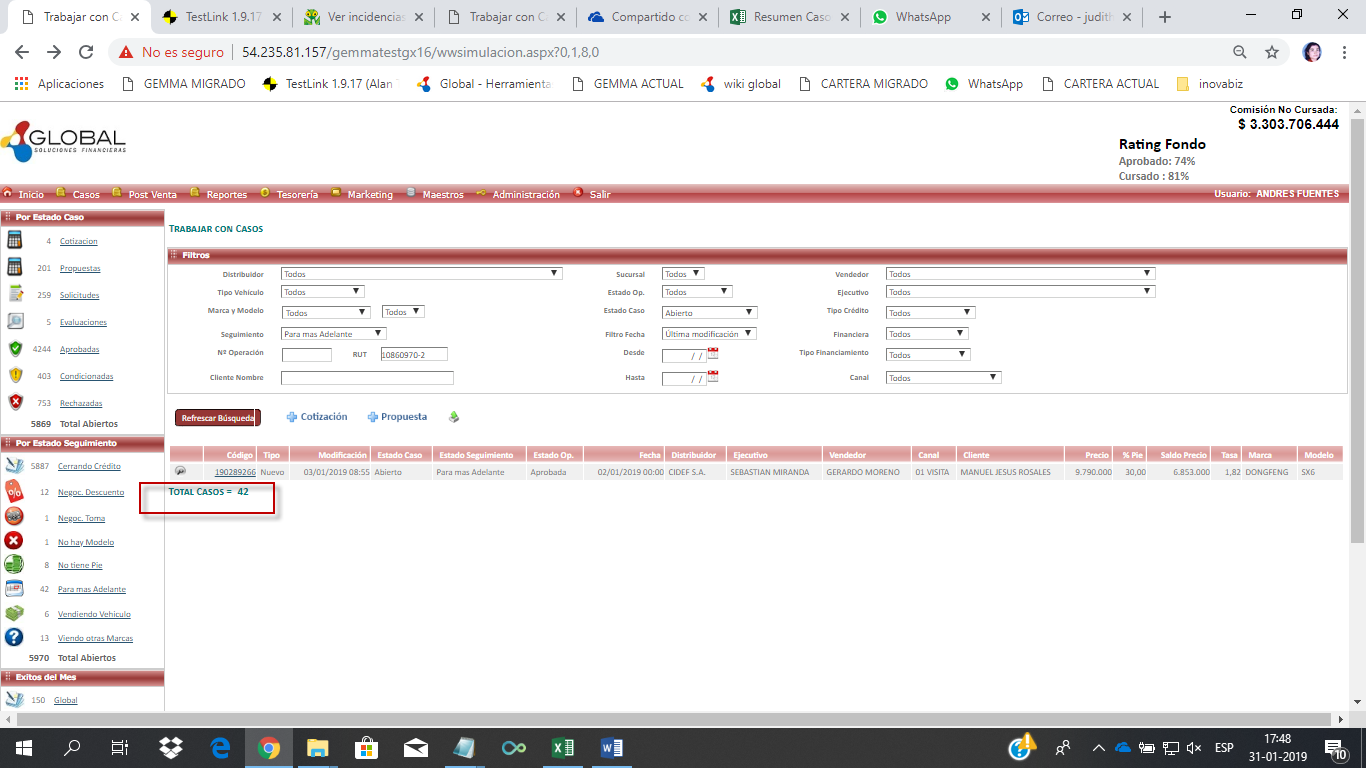 Trabajar con C
TestLink 1.9.17
Ver incidencias
Trabajar con C
Compartido co
Resumen Caso
WhatsApp
Correo - judith
No es seguro
54.235.81.157/gemmatestgx16/wwsimulacion.aspx?0,1,8,0
Aplicaciones
GEMMA MIGRADO
TestLink 1.9.17 (Alan
Global - Herramienta
GEMMA ACTUAL
wiki global
CARTERA MIGRADO
WhatsApp
CARTERA ACTUAL
inovabiz
Comisión No Cursada:
$ 3.303.706.444
GLOBAL
SOLUCIONES FINANCIERAS
Rating Fondo
Aprobado: 74%
Cursado : 81%
Inicio Casos Post Venta Reportes Tesorería Marketing Maestros Administración Salir Usuario: ANDRES FUENTES
Por Estado Caso
4 Cotizacion
201 Propuestas
259 Solicitudes
5 Evaluaciones
4244 Aprobadas
403 Condicionadas
753 Rechazadas
5869 Total Abiertos
Por Estado Seguimiento
5887 Cerrando Crédito
12 Negoc. Descuento
1 Negoc. Toma
1 No hay Modelo
8 No tiene Pie
42 Para mas Adelante
6 Vendiendo Vehiculo
13 Viendo otras Marcas
5970 Total Abiertos
Exitos del Mes
150 Global
TRABAJAR CON CASOS
Filtros
Distribuidor Todos Sucursal Todos Vendedor Todos
Tipo Vehículo Todos Estado Op. Todos Ejecutivo Todos
Marca y Modelo Todos Todos Estado Caso Abierto Tipo Crédito Todos
Seguimiento Para mas Adelante Filtro Fecha Última modificación Financiera Todos
Nº Operación RUT 10860970-2 Desde / / Tipo Financiamiento Todos
Cliente Nombre Hasta / / Canal Todos
Refrescar Búsqueda Cotización Propuesta
Código Tipo Modificación Estado Caso Estado Seguimiento Estado Op. Fecha Distribuidor Ejecutivo Vendedor Canal Cliente Precio % Pie Saldo Precio Tasa Marca Modelo
190289266 Nuevo 03/01/2019 08:55 Abierto Para mas Adelante Aprobada 02/01/2019 00:00 CIDEF S.A. SEBASTIAN MIRANDA GERARDO MORENO 01 VISITA MANUEL JESUS ROSALES 9.790.000 30,00 6.853.000 1,82 DONGFENG SX6
TOTAL CASOS = 42
ESP
17:48
31-01-2019
10